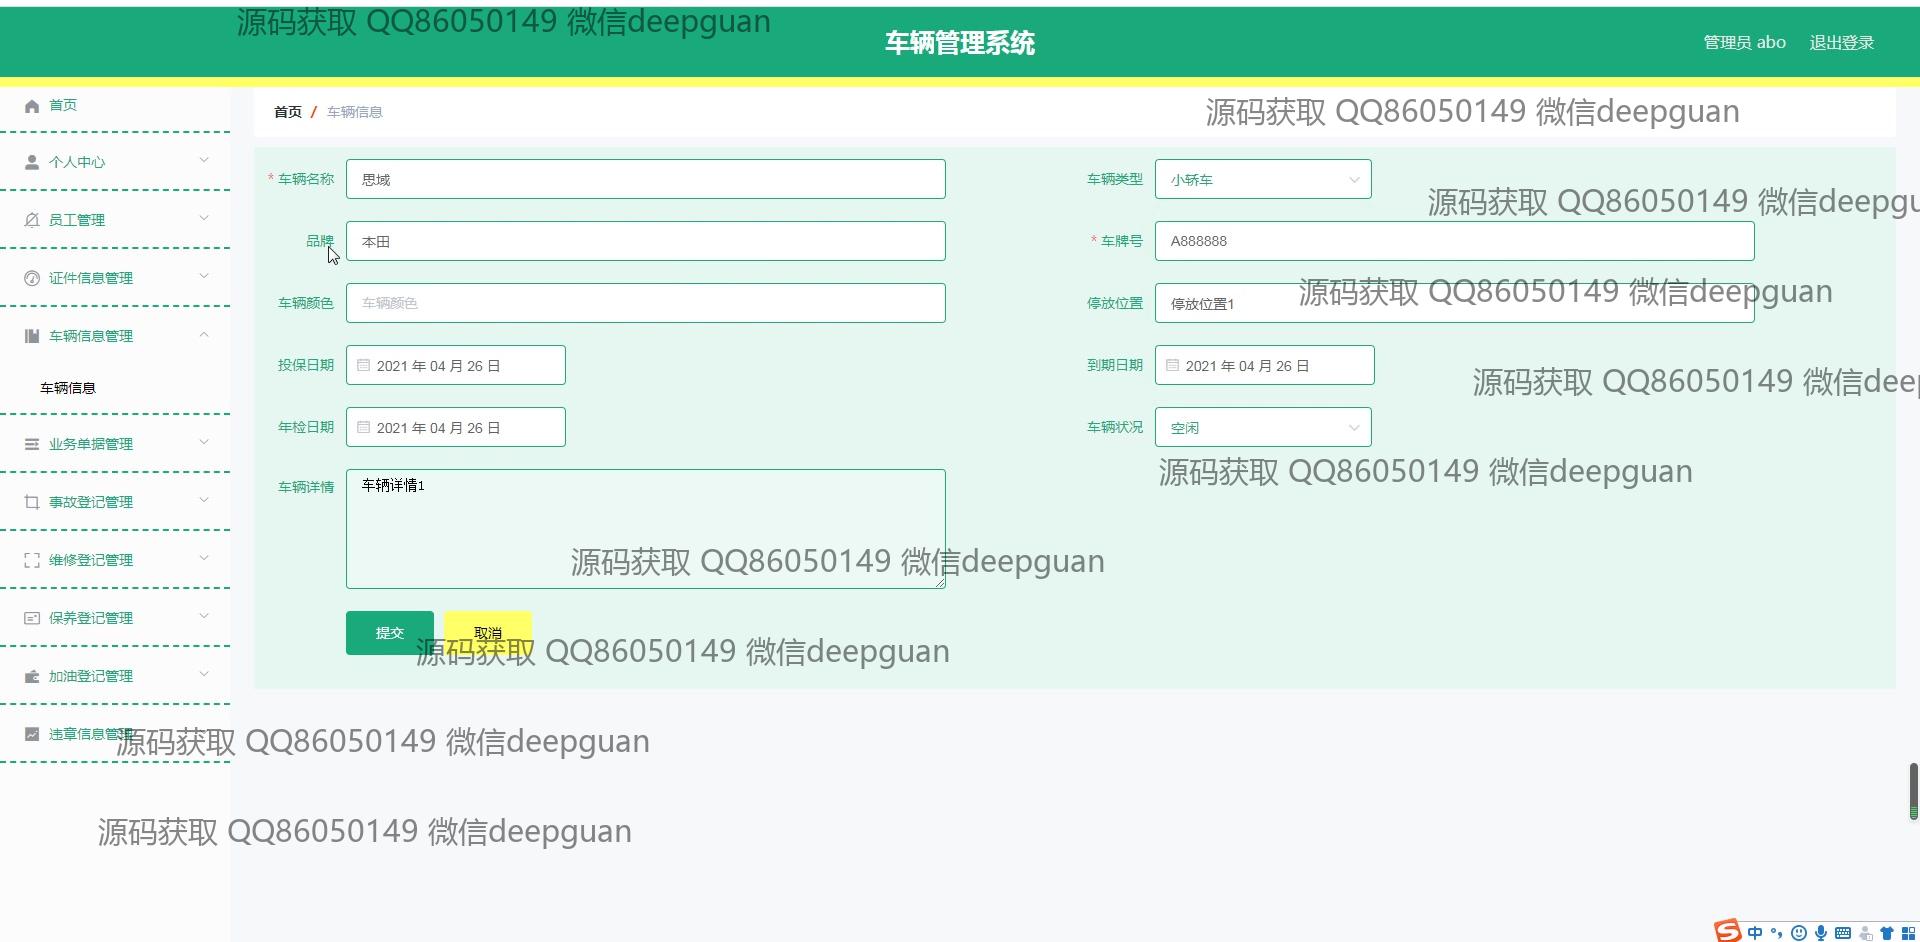 源码获取 QQ86050149 微信deepguan
车辆管理系统
管理员 abo 退出登录
首页
个人中心
员工管理
证件信息管理
车辆信息管理
车辆信息
业务单据管理
事故登记管理
维修登记管理
保养登记管理
加油登记管理
违章信息管理
首页 / 车辆信息
源码获取 QQ86050149 微信deepguan
* 车辆名称 思域
车辆类型 小轿车
源码获取 QQ86050149 微信deepgu
品牌 本田
* 车牌号 A888888
车辆颜色 车辆颜色
停放位置 停放位置1
源码获取 QQ86050149 微信deepguan
投保日期 2021 年 04 月 26 日
到期日期 2021 年 04 月 26 日
源码获取 QQ86050149 微信deep
年检日期 2021 年 04 月 26 日
车辆状况 空闲
源码获取 QQ86050149 微信deepguan
车辆详情 车辆详情1
源码获取 QQ86050149 微信deepguan
提交 取消
源码获取 QQ86050149 微信deepguan
源码获取 QQ86050149 微信deepguan
源码获取 QQ86050149 微信deepguan
S 中